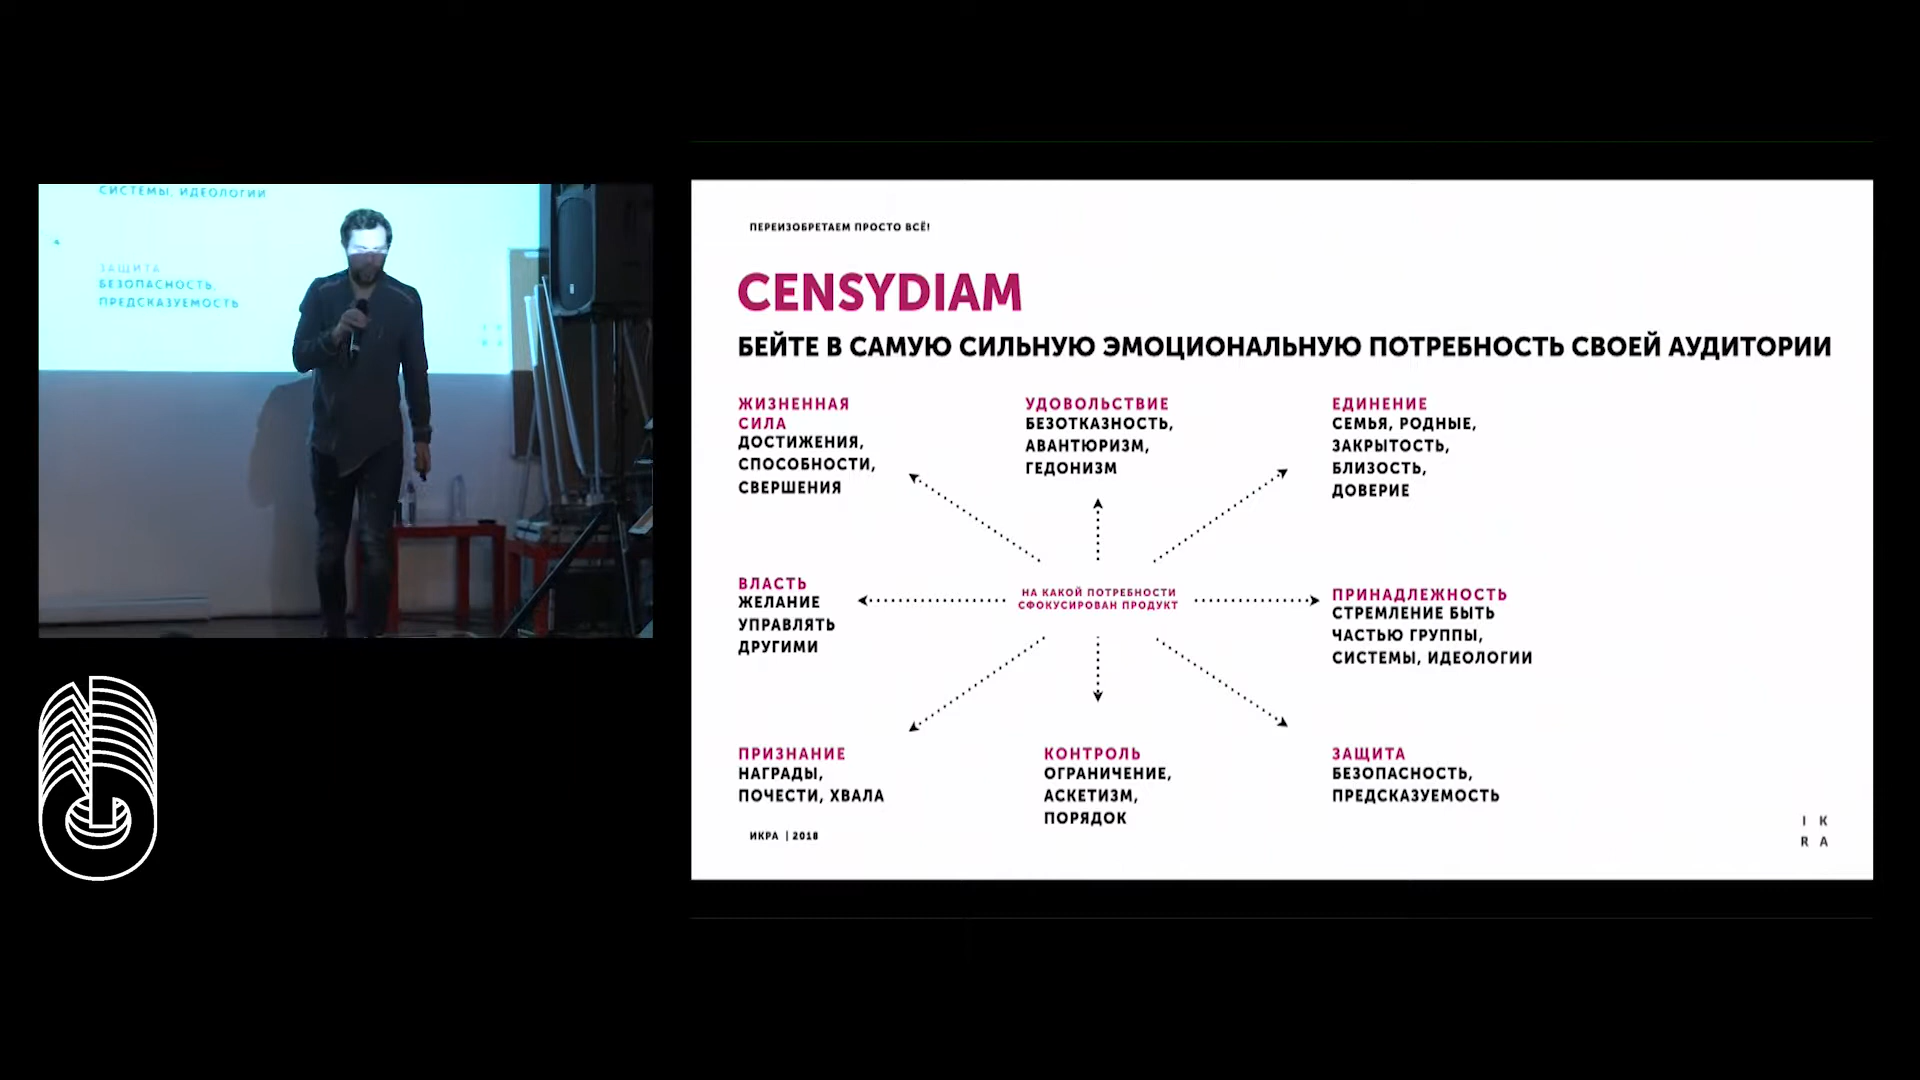 СИСТЕМЫ, ИДЕОЛОГИИ
ЗАЩИТА
БЕЗОПАСНОСТЬ,
ПРЕДСКАЗУЕМОСТЬ
ПЕРЕИЗОБРЕТАЕМ ПРОСТО ВСЁ!
CENSYDIAM
БЕЙТЕ В САМУЮ СИЛЬНУЮ ЭМОЦИОНАЛЬНУЮ ПОТРЕБНОСТЬ СВОЕЙ АУДИТОРИИ
ЖИЗНЕННАЯ
СИЛА
ДОСТИЖЕНИЯ,
СПОСОБНОСТИ,
СВЕРШЕНИЯ
УДОВОЛЬСТВИЕ
БЕЗОТКАЗНОСТЬ,
АВАНТЮРИЗМ,
ГЕДОНИЗМ
ЕДИНЕНИЕ
СЕМЬЯ, РОДНЫЕ,
ЗАКРЫТОСТЬ,
БЛИЗОСТЬ,
ДОВЕРИЕ
ВЛАСТЬ
ЖЕЛАНИЕ
УПРАВЛЯТЬ
ДРУГИМИ
НА КАКОЙ ПОТРЕБНОСТИ
СФОКУСИРОВАН ПРОДУКТ
ПРИНАДЛЕЖНОСТЬ
СТРЕМЛЕНИЕ БЫТЬ
ЧАСТЬЮ ГРУППЫ,
СИСТЕМЫ, ИДЕОЛОГИИ
ПРИЗНАНИЕ
НАГРАДЫ,
ПОЧЕСТИ, ХВАЛА
КОНТРОЛЬ
ОГРАНИЧЕНИЕ,
АСКЕТИЗМ,
ПОРЯДОК
ЗАЩИТА
БЕЗОПАСНОСТЬ,
ПРЕДСКАЗУЕМОСТЬ
ИКРА | 2018
I K
R A